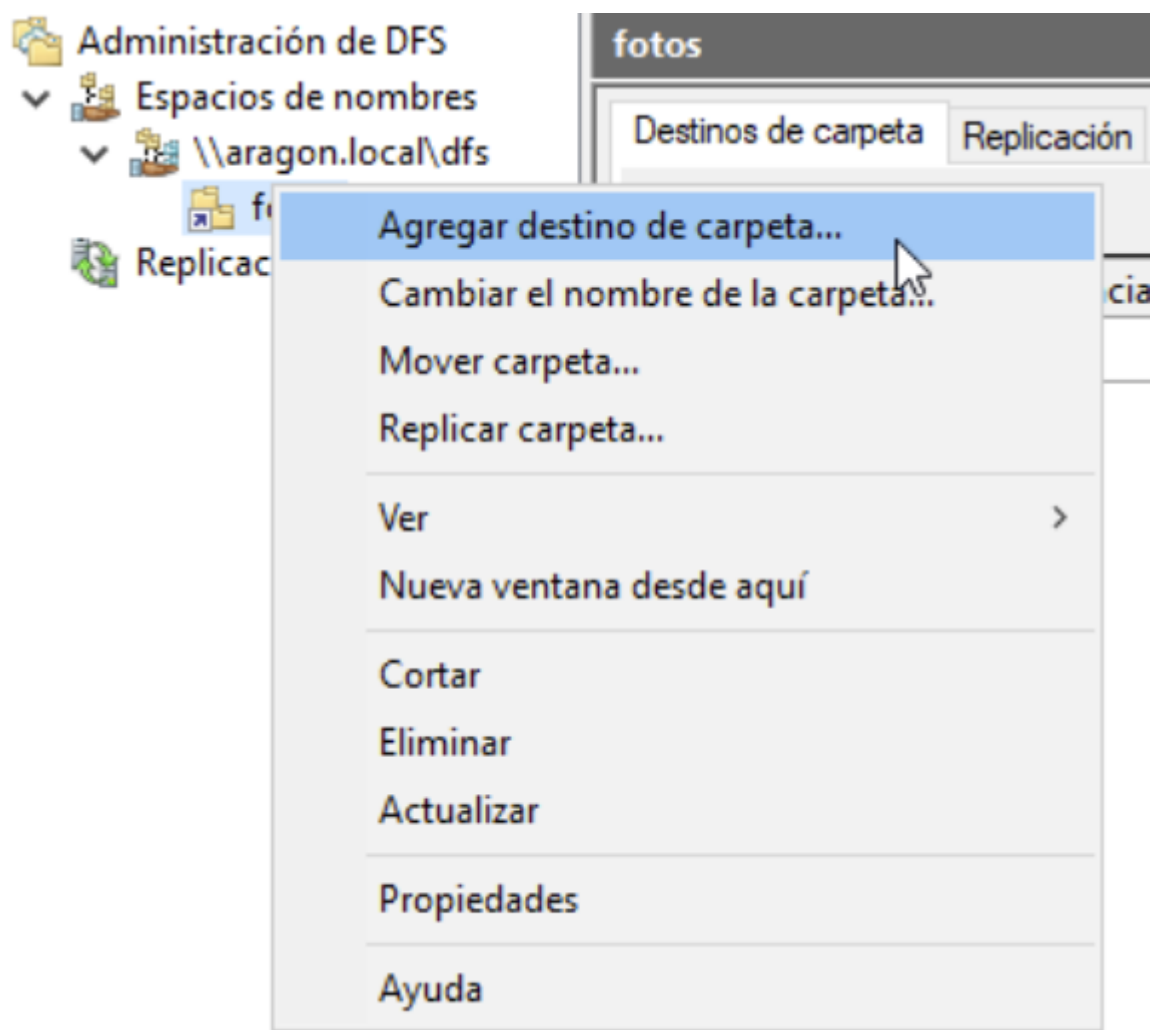 Administración de DFS
Espacios de nombres
\\aragon.local\dfs
Replicac
fotos
Destinos de carpeta
Replicación
cia
Agregar destino de carpeta...
Cambiar el nombre de la carpeta...
Mover carpeta...
Replicar carpeta...
Ver
Nueva ventana desde aquí
Cortar
Eliminar
Actualizar
Propiedades
Ayuda